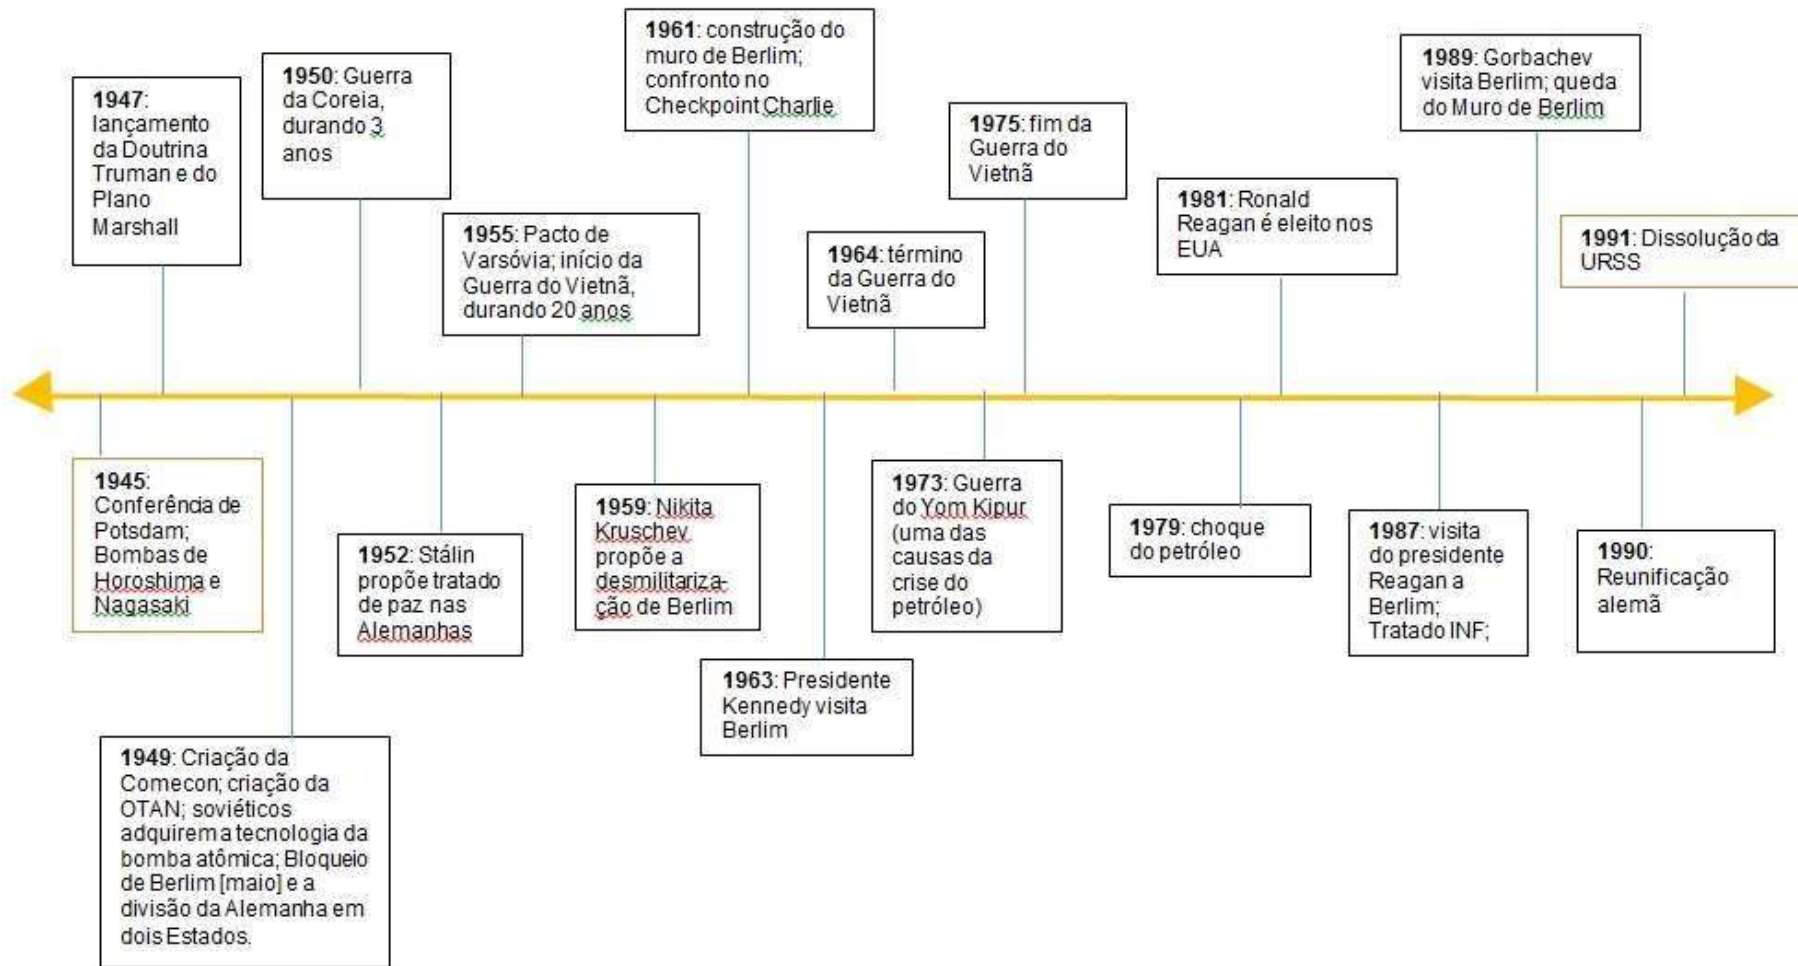 1945:
Conferência de
Potsdam;
Bombas de
Horoshima e
Nagasaki
1947:
lançamento
da Doutrina
Truman e do
Plano
Marshall
1949: Criação da
Comecon; criação da
OTAN; soviéticos
adquirem a tecnologia da
bomba atômica; Bloqueio
de Berlim [maio] e a
divisão da Alemanha em
dois Estados.
1950: Guerra
da Coreia,
durando 3
anos
1952: Stálin
propõe tratado
de paz nas
Alemanhas
1955: Pacto de
Varsóvia; início da
Guerra do Vietnã,
durando 20 anos
1959: Nikita
Kruschev
propõe a
desmilitariza-
ção de Berlim
1961: construção do
muro de Berlim;
confronto no
Checkpoint Charlie
1963: Presidente
Kennedy visita
Berlim
1964: término
da Guerra do
Vietnã
1973: Guerra
do Yom Kipur
(uma das
causas da
crise do
petróleo)
1975: fim da
Guerra do
Vietnã
1979: choque
do petróleo
1981: Ronald
Reagan é eleito nos
EUA
1987: visita
do presidente
Reagan a
Berlim;
Tratado INF;
1989: Gorbachev
visita Berlim; queda
do Muro de Berlim
1990:
Reunificação
alemã
1991: Dissolução da
URSS